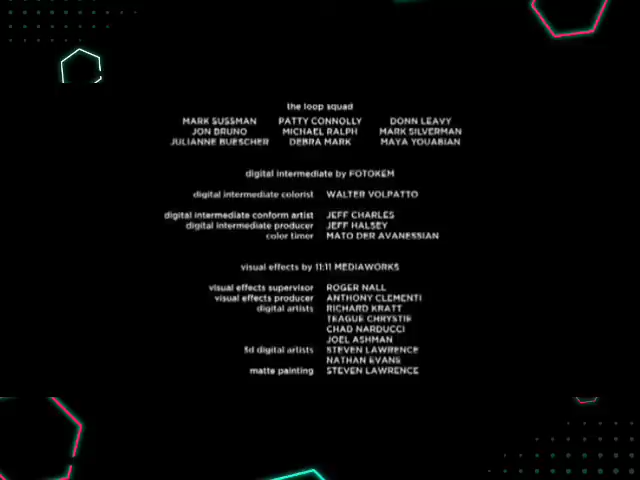 the loop squad
MARK SUSSMAN PATTY CONNOLLY DONN LEAVY
JON BRUNO MICHAEL RALPH MARK SILVERMAN
JULIANNE BUESCHER DEBRA MARK MAYA YOUABIAN
digital intermediate by FOTOKEM
digital intermediate colorist WALTER VOLPATTO
digital intermediate conform artist JEFF CHARLES
digital intermediate producer JEFF HALSEY
color timer MATO DER AVANESSIAN
visual effects by 11:11 MEDIAWORKS
visual effects supervisor ROGER NALL
visual effects producer ANTHONY CLEMENTI
digital artists RICHARD KRATT
TEAGUE CHRYSTIE
CHAD NARDUCCI
JOEL ASHMAN
3d digital artists STEVEN LAWRENCE
NATHAN EVANS
matte painting STEVEN LAWRENCE